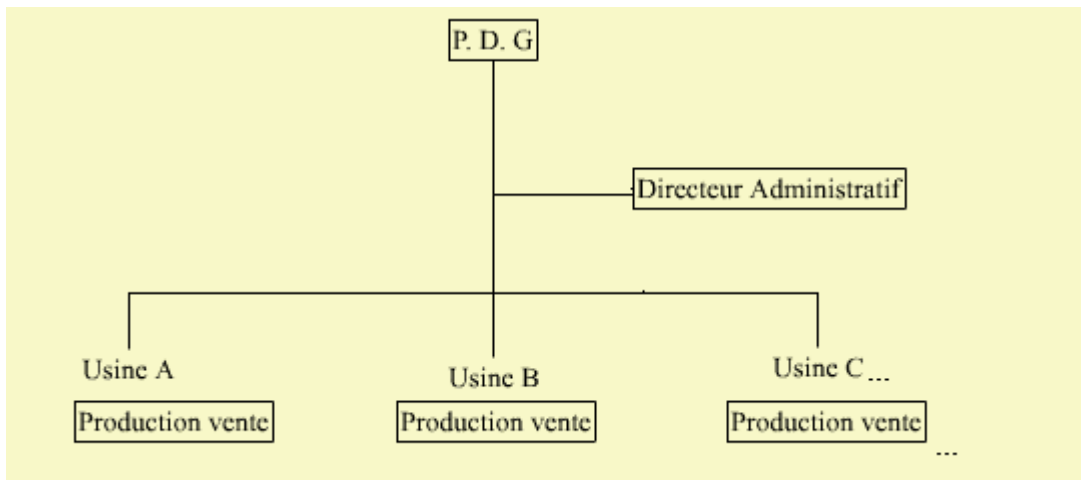 P. D. G
Directeur Administratif
Usine A
Usine B
Usine C ...
Production vente
Production vente
Production vente
...